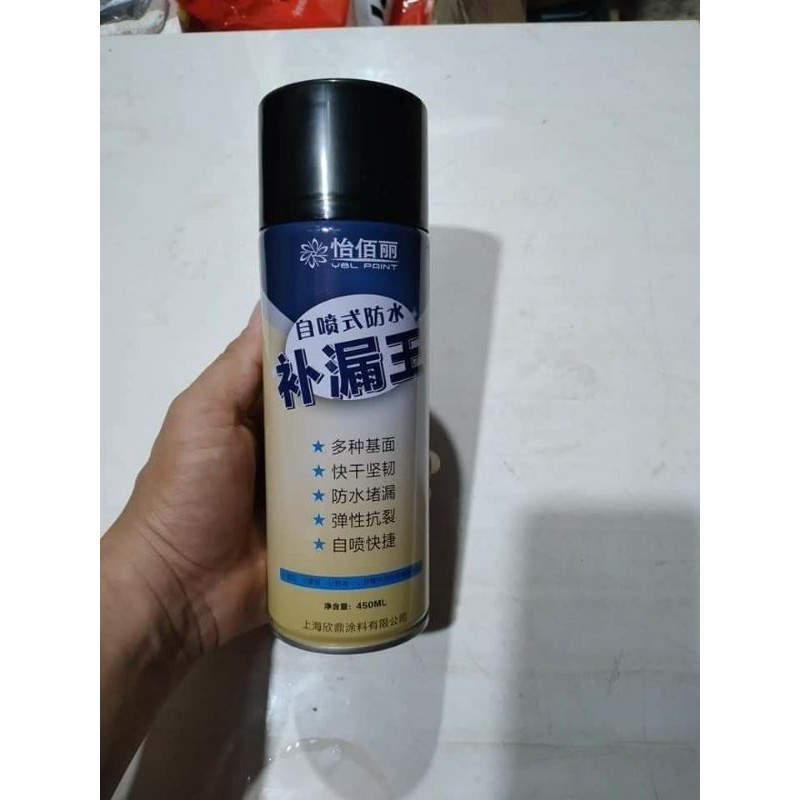 怡佰丽
YBL PAINT
自喷式防水
补漏王
★ 多种基面
★ 快干坚韧
★ 防水堵漏
★ 弹性抗裂
★ 自喷快捷
净含量：450ML
上海欣鼎涂料有限公司